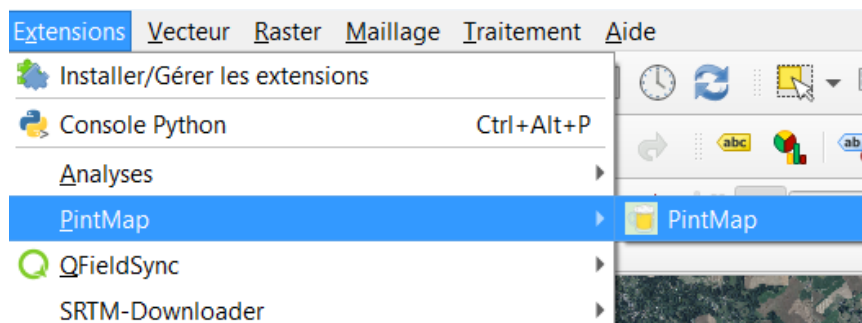 Extensions Vecteur Raster Maillage Traitement Aide
Installer/Gérer les extensions
Console Python Ctrl+Alt+P
abc
Analyses
PintMap PintMap
QFieldSync
SRTM-Downloader